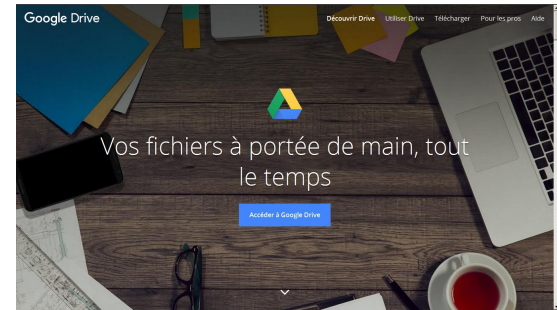 Google Drive
Découvrir Drive Utiliser Drive Télécharger Pour les pros Aide
Vos fichiers à portée de main, tout
le temps
Accéder à Google Drive